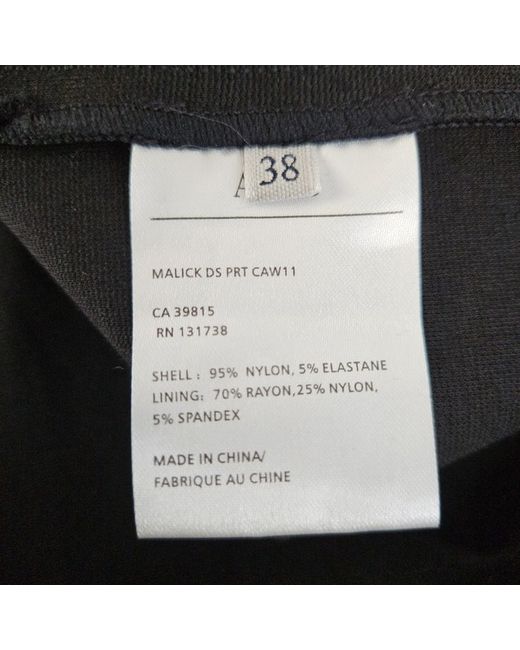 38
MALICK DS PRT CAW11
CA 39815
RN 131738
SHELL : 95% NYLON, 5% ELASTANE
LINING: 70% RAYON,25% NYLON,
5% SPANDEX
MADE IN CHINA/
FABRIQUE AU CHINE